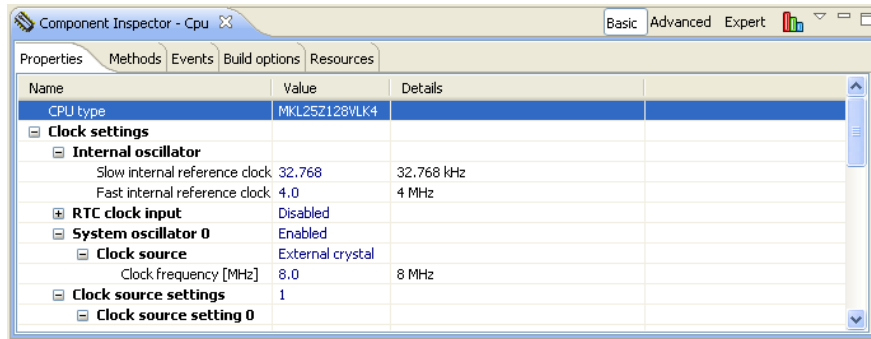 Component Inspector - Cpu
Basic Advanced Expert
Properties Methods Events Build options Resources
Name Value Details
CPU type MKL25Z128VLK4
Clock settings
Internal oscillator
Slow internal reference clock 32.768 32.768 kHz
Fast internal reference clock 4.0 4 MHz
RTC clock input Disabled
System oscillator 0 Enabled
Clock source External crystal
Clock frequency [MHz] 8.0 8 MHz
Clock source settings 1
Clock source setting 0